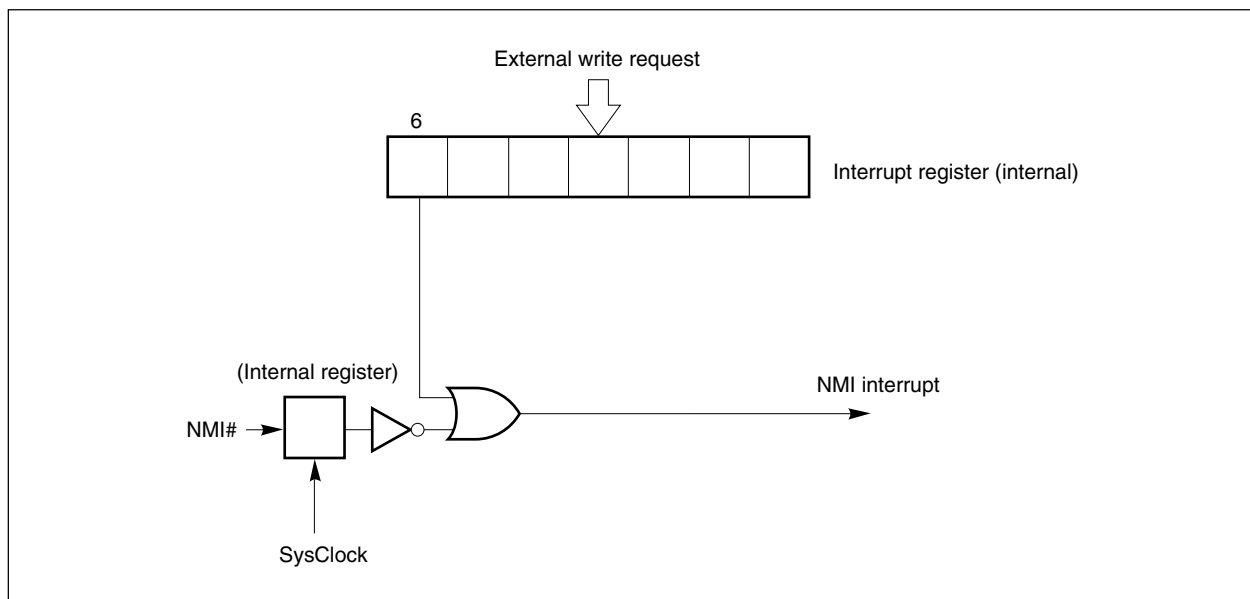 External write request
6
Interrupt register (internal)
(Internal register)
NMI interrupt
NMI#
SysClock